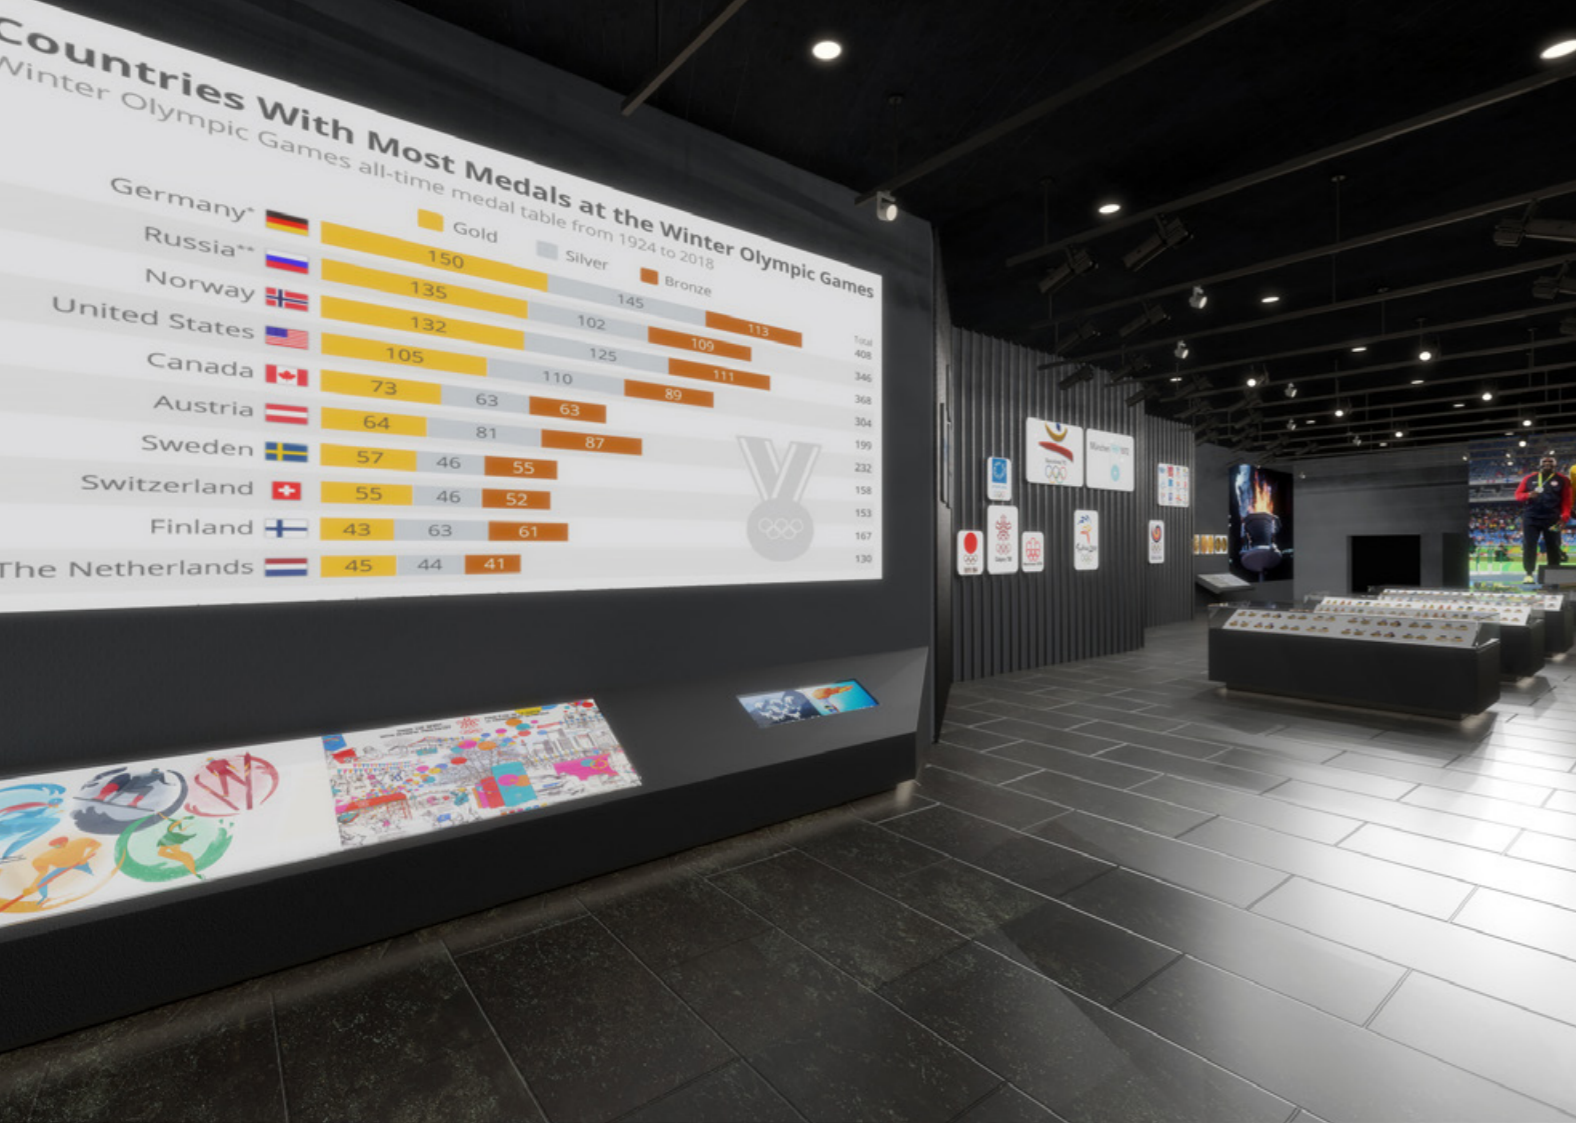 Countries With Most Medals at the Winter Olympic Games
Winter Olympic Games all-time medal table from 1924 to 2018
Gold Silver Bronze
Total
Germany* 150 145 113 408
Russia** 135 102 109 346
Norway 132 125 111 368
United States 105 110 89 304
Canada 73 63 63 199
Austria 64 81 87 232
Sweden 57 46 55 158
Switzerland 55 46 52 153
Finland 43 63 61 167
The Netherlands 45 44 41 130